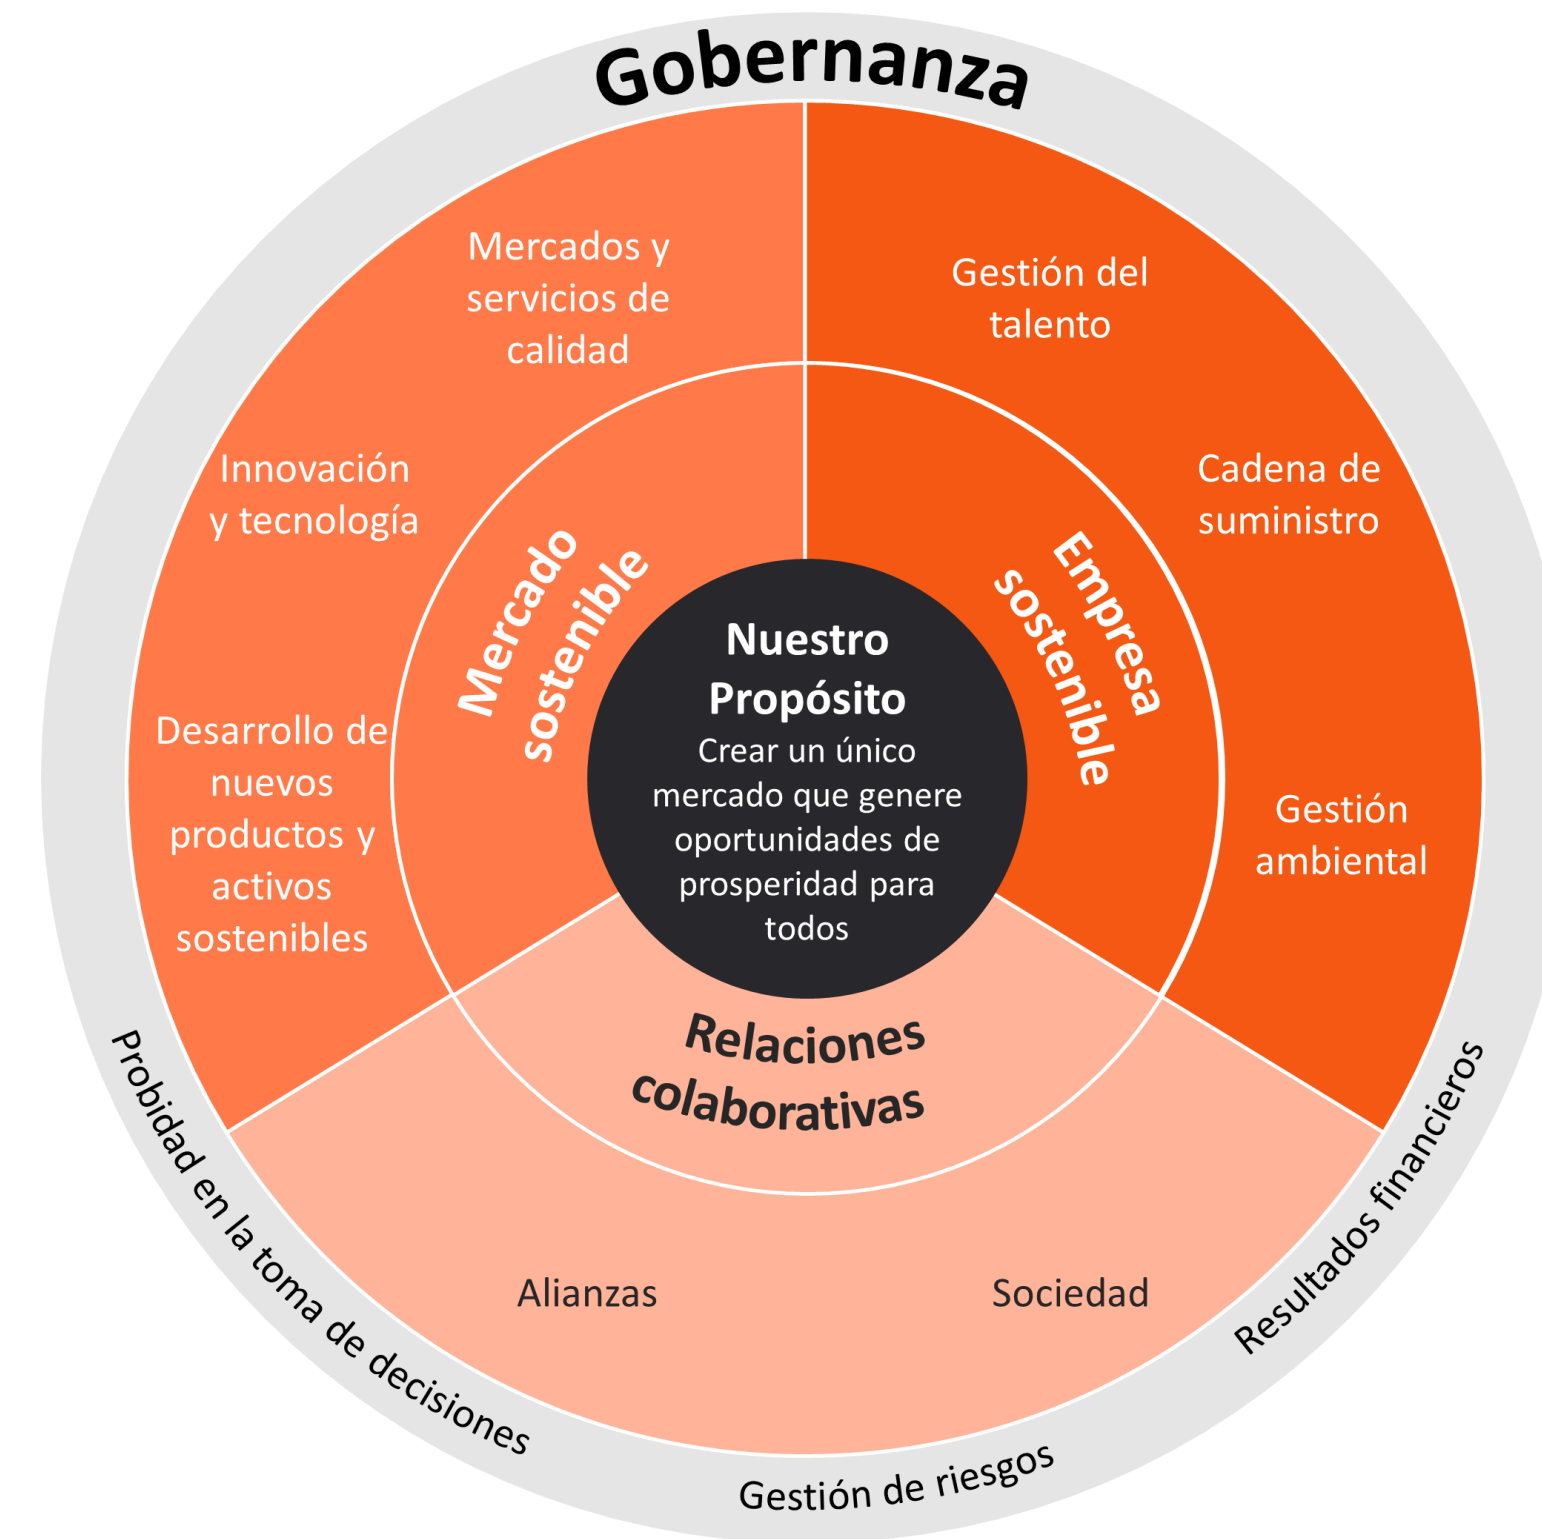 Gobernanza
Mercados y
servicios de
calidad
Innovación
y tecnología
Desarrollo de
nuevos
productos y
activos
sostenibles
Mercado
sostenible
Gestión del
talento
Cadena de
suministro
Gestión
ambiental
Empresa
sostenible
Nuestro
Propósito
Crear un único
mercado que genere
oportunidades de
prosperidad para
todos
Relaciones
colaborativas
Alianzas
Sociedad
Probidad en la toma de decisiones
Gestión de riesgos
Resultados financieros